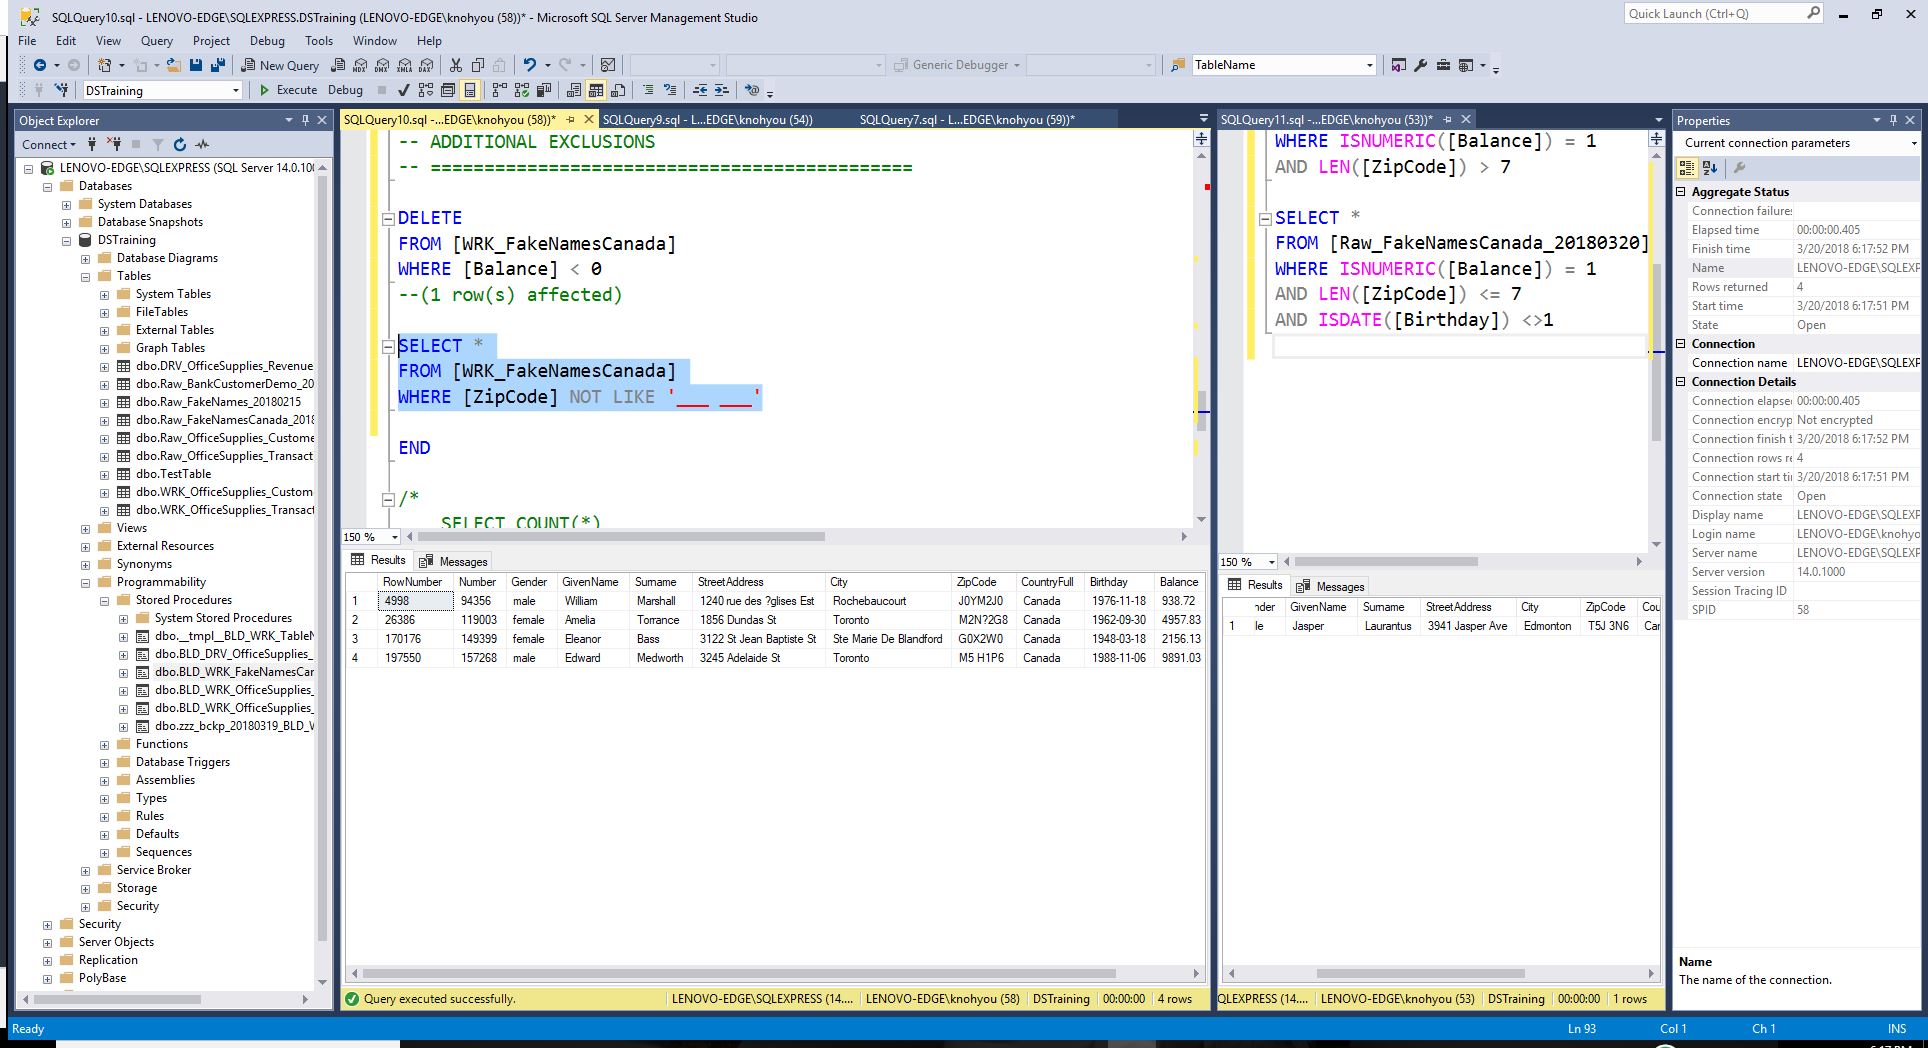 SQLQuery10.sql - LENOVO-EDGE\SQLEXPRESS.DSTraining (LENOVO-EDGE\knohyou (58))* - Microsoft SQL Server Management Studio
Quick Launch (Ctrl+Q)
File Edit View Query Project Debug Tools Window Help
New Query
Generic Debugger
TableName
DSTraining
Execute Debug
Object Explorer
Connect
LENOVO-EDGE\SQLEXPRESS (SQL Server 14.0.100
Databases
System Databases
Database Snapshots
DSTraining
Database Diagrams
Tables
System Tables
FileTables
External Tables
Graph Tables
dbo.DRV_OfficeSupplies_Revenue
dbo.Raw_BankCustomerDemo_20
dbo.Raw_FakeNames_20180215
dbo.Raw_FakeNamesCanada_2018
dbo.Raw_OfficeSupplies_Custome
dbo.Raw_OfficeSupplies_Transact
dbo.TestTable
dbo.WRK_OfficeSupplies_Custom
dbo.WRK_OfficeSupplies_Transact
Views
External Resources
Synonyms
Programmability
Stored Procedures
System Stored Procedures
dbo.__tmpl__BLD_WRK_TableN
dbo.BLD_DRV_OfficeSupplies_
dbo.BLD_WRK_FakeNamesCar
dbo.BLD_WRK_OfficeSupplies_
dbo.BLD_WRK_OfficeSupplies_
dbo.zzz_bckp_20180319_BLD_W
Functions
Database Triggers
Assemblies
Types
Rules
Defaults
Sequences
Service Broker
Storage
Security
Security
Server Objects
Replication
PolyBase
SQLQuery10.sql -...EDGE\knohyou (58))*
SQLQuery9.sql - L...EDGE\knohyou (54))
SQLQuery7.sql - L...EDGE\knohyou (59))*
-- ADDITIONAL EXCLUSIONS
-- =============================================
DELETE
FROM [WRK_FakeNamesCanada]
WHERE [Balance] < 0
--(1 row(s) affected)
SELECT *
FROM [WRK_FakeNamesCanada]
WHERE [ZipCode] NOT LIKE '___ ___'
END
/*
SELECT COUNT(*)
150 %
Results Messages
RowNumber Number Gender GivenName Surname StreetAddress City ZipCode CountryFull Birthday Balance
1 4998 94356 male William Marshall 1240 rue des ?glises Est Rochebaucourt J0YM2J0 Canada 1976-11-18 938.72
2 26386 119003 female Amelia Torrance 1856 Dundas St Toronto M2N?2G8 Canada 1962-09-30 4957.83
3 170176 149399 female Eleanor Bass 3122 St Jean Baptiste St Ste Marie De Blandford G0X2W0 Canada 1948-03-18 2156.13
4 197550 157268 male Edward Medworth 3245 Adelaide St Toronto M5 H1P6 Canada 1988-11-06 9891.03
Query executed successfully.
LENOVO-EDGE\SQLEXPRESS (14.... LENOVO-EDGE\knohyou (58) DSTraining 00:00:00 4 rows
SQLQuery11.sql -...EDGE\knohyou (53))*
WHERE ISNUMERIC([Balance]) = 1
AND LEN([ZipCode]) > 7
SELECT *
FROM [Raw_FakeNamesCanada_20180320]
WHERE ISNUMERIC([Balance]) = 1
AND LEN([ZipCode]) <= 7
AND ISDATE([Birthday]) <>1
150 %
Results Messages
nder GivenName Surname StreetAddress City ZipCode Cou
1 le Jasper Laurantus 3941 Jasper Ave Edmonton T5J 3N6 Car
QLEXPRESS (14.... LENOVO-EDGE\knohyou (53) DSTraining 00:00:00 1 rows
Properties
Current connection parameters
Aggregate Status
Connection failures
Elapsed time 00:00:00.405
Finish time 3/20/2018 6:17:52 PM
Name LENOVO-EDGE\SQLEXP
Rows returned 4
Start time 3/20/2018 6:17:51 PM
State Open
Connection
Connection name LENOVO-EDGE\SQLEXP
Connection Details
Connection elapse 00:00:00.405
Connection encryp Not encrypted
Connection finish t 3/20/2018 6:17:52 PM
Connection rows re 4
Connection start ti 3/20/2018 6:17:51 PM
Connection state Open
Display name LENOVO-EDGE\SQLEXP
Login name LENOVO-EDGE\knohyo
Server name LENOVO-EDGE\SQLEXP
Server version 14.0.1000
Session Tracing ID
SPID 58
Name
The name of the connection.
Ready
Ln 93 Col 1 Ch 1 INS